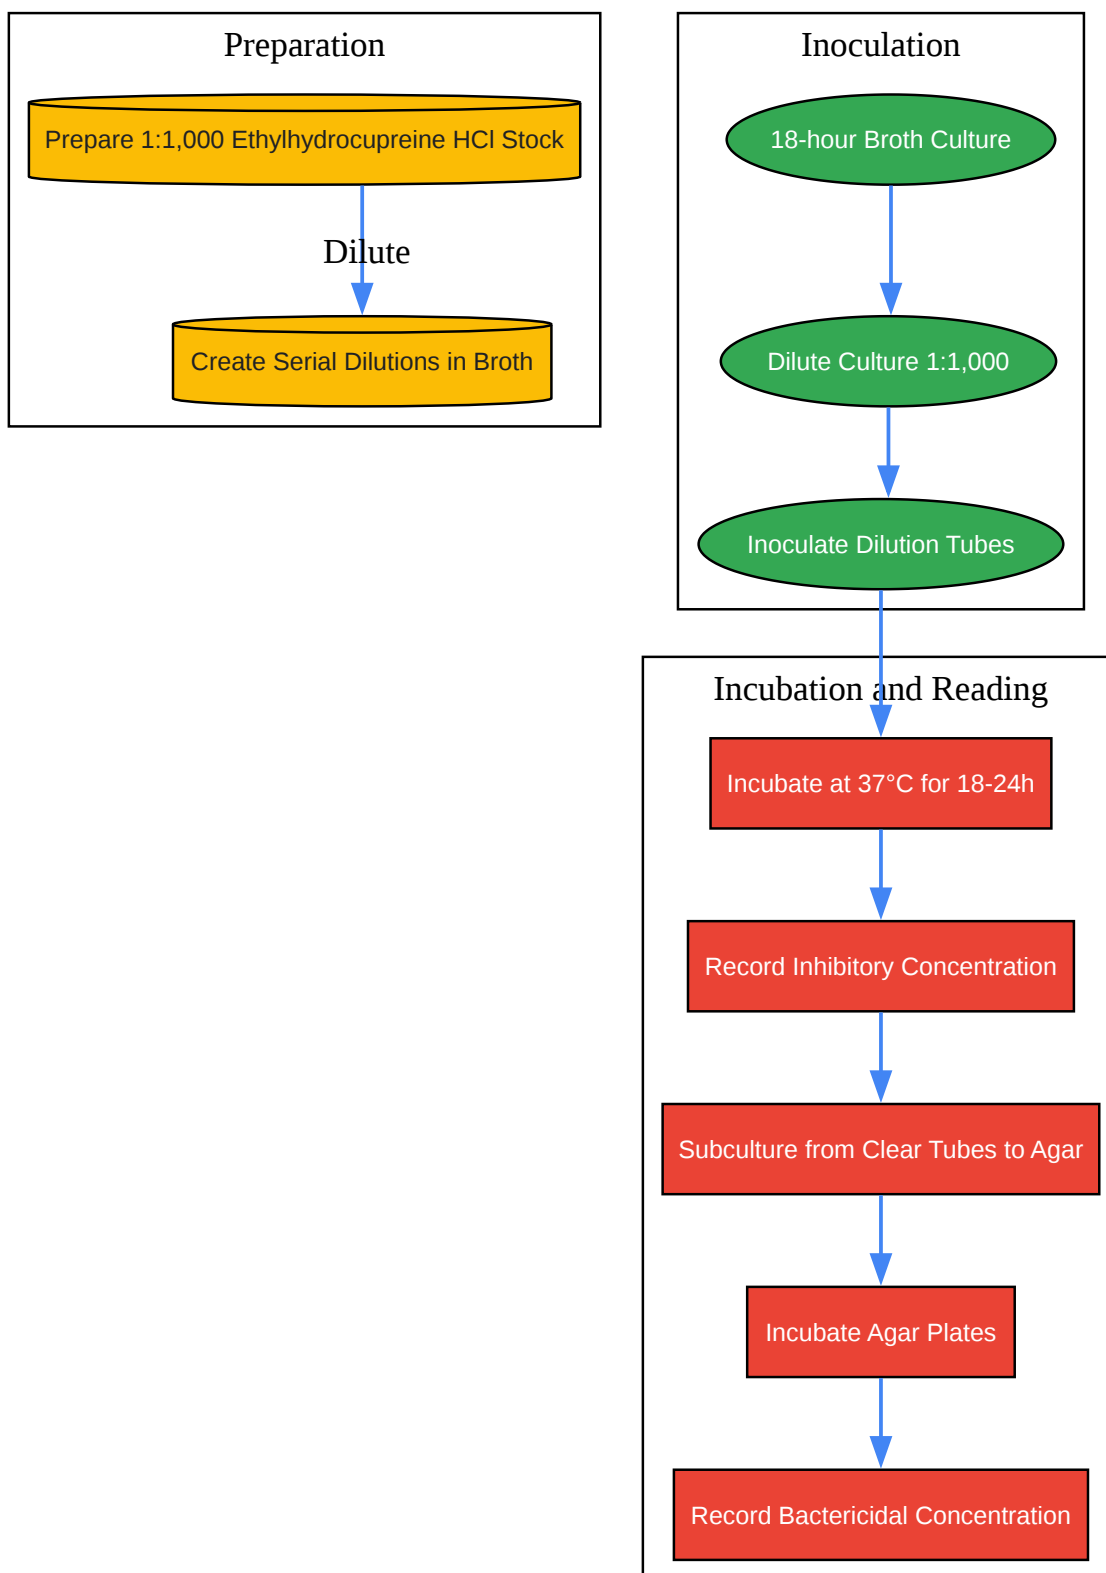 Preparation
Prepare 1:1,000 Ethylhydrocupreine HCl Stock
Dilute
Create Serial Dilutions in Broth
Inoculation
18-hour Broth Culture
Dilute Culture 1:1,000
Inoculate Dilution Tubes
Incubation and Reading
Incubate at 37°C for 18-24h
Record Inhibitory Concentration
Subculture from Clear Tubes to Agar
Incubate Agar Plates
Record Bactericidal Concentration